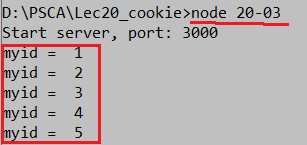 D:\PSCA\Lec20_cookie>node 20-03
Start server, port: 3000
myid =  1
myid =  2
myid =  3
myid =  4
myid =  5